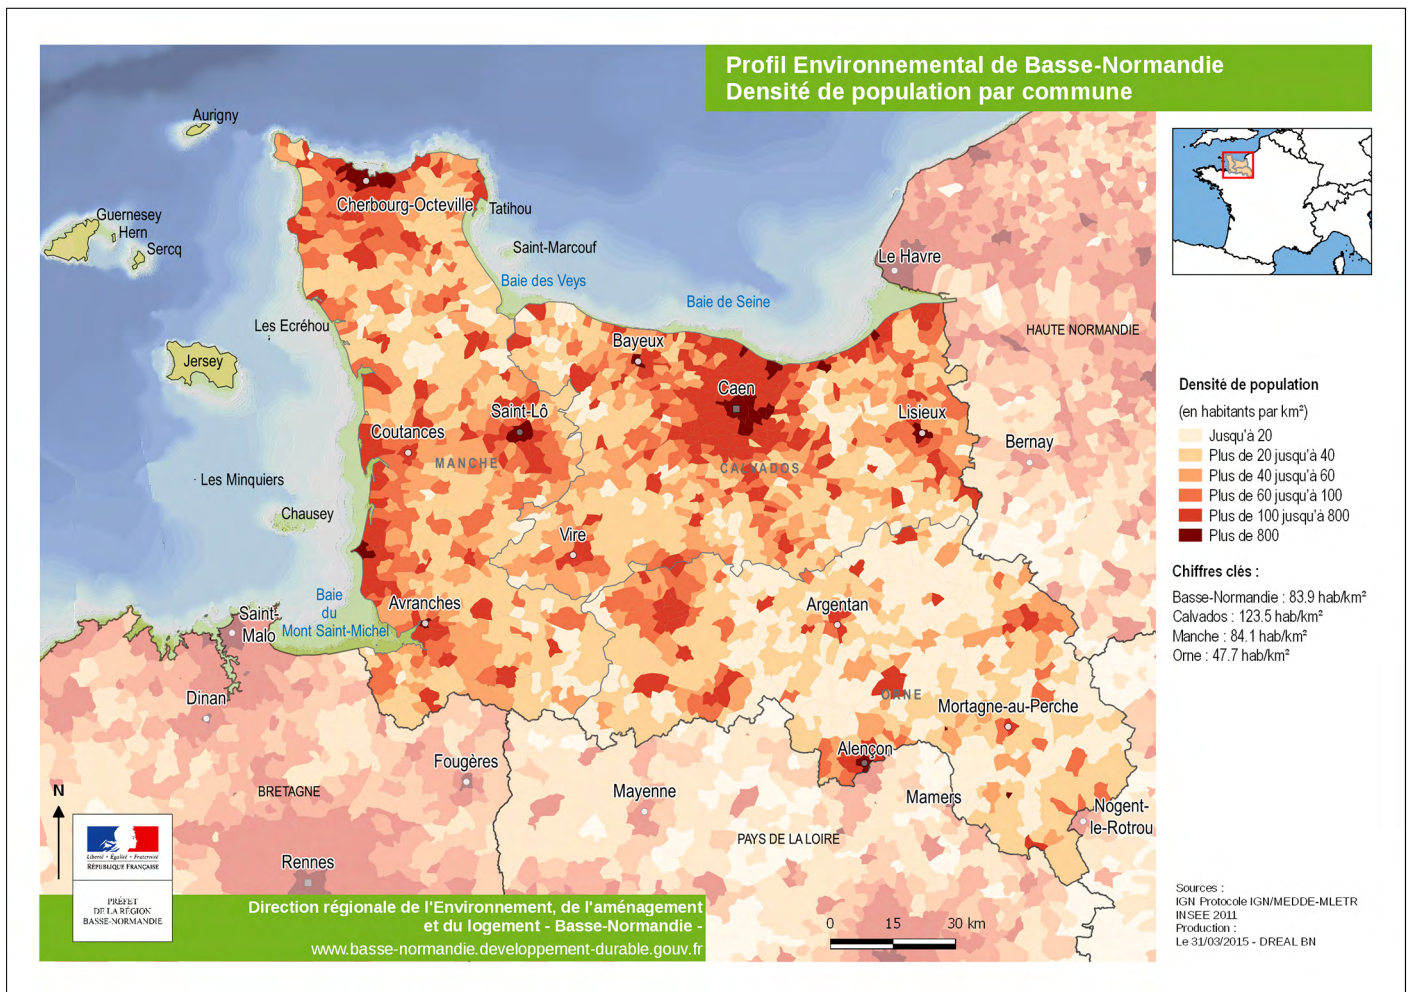 Profil Environnemental de Basse-Normandie
Densité de population par commune
Aurigny
Guernesey
Hern
Sercq
Cherbourg-Octeville
Tatihou
Saint-Marcouf
Baie des Veys
Baie de Seine
Le Havre
HAUTE NORMANDIE
Les Ecréhou
Jersey
Bayeux
Caen
Saint-Lô
Lisieux
Coutances
MANCHE
CALVADOS
Bernay
Les Minquiers
Chausey
Vire
Baie
du
Mont Saint-Michel
Avranches
Argentan
Saint-
Malo
Dinan
ORNE
Mortagne-au-Perche
Alençon
Fougères
Mayenne
Mamers
Nogent-
le-Rotrou
BRETAGNE
PAYS DE LA LOIRE
Rennes
Densité de population
(en habitants par km²)
Jusqu'à 20
Plus de 20 jusqu'à 40
Plus de 40 jusqu'à 60
Plus de 60 jusqu'à 100
Plus de 100 jusqu'à 800
Plus de 800
Chiffres clés :
Basse-Normandie : 83.9 hab/km²
Calvados : 123.5 hab/km²
Manche : 84.1 hab/km²
Orne : 47.7 hab/km²
N
Liberté • Égalité • Fraternité
RÉPUBLIQUE FRANÇAISE
PRÉFET
DE LA RÉGION
BASSE-NORMANDIE
Direction régionale de l'Environnement, de l'aménagement
et du logement - Basse-Normandie -
www.basse-normandie.developpement-durable.gouv.fr
0 15 30 km
Sources :
IGN Protocole IGN/MEDDE-MLETR
INSEE 2011
Production :
Le 31/03/2015 - DREAL BN